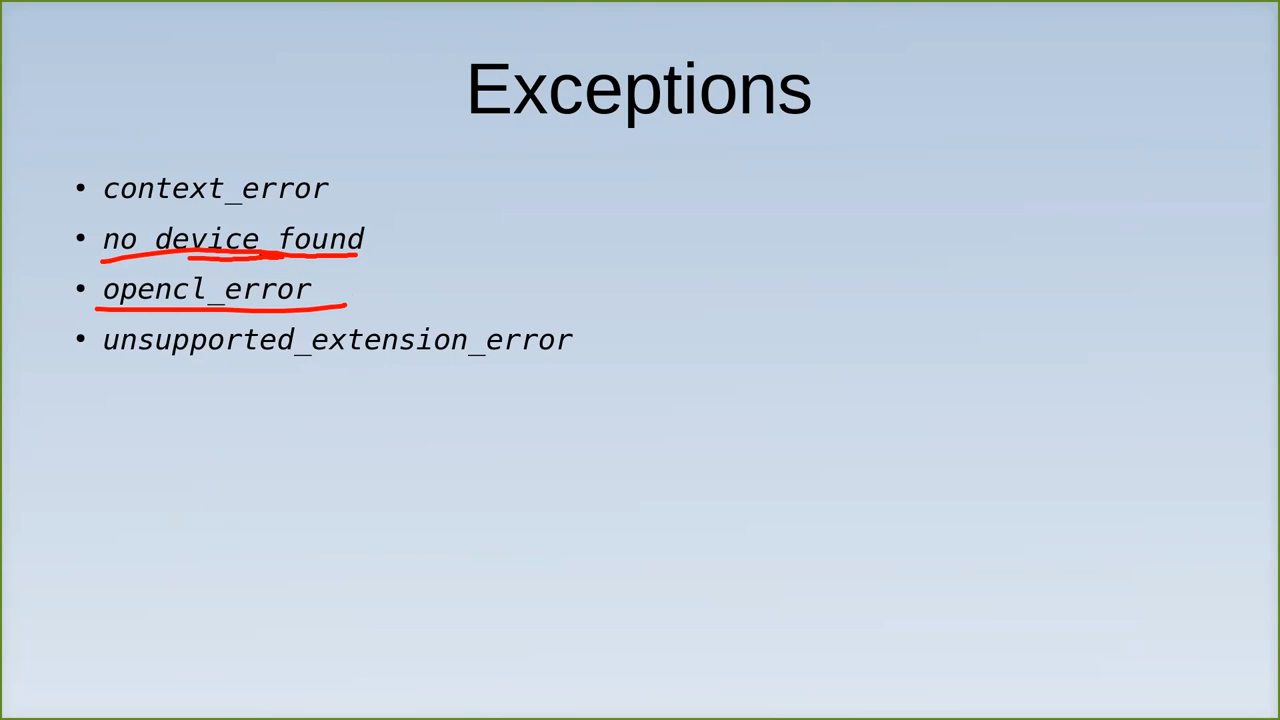 Exceptions
• context_error
• no_device_found
• opencl_error
• unsupported_extension_error